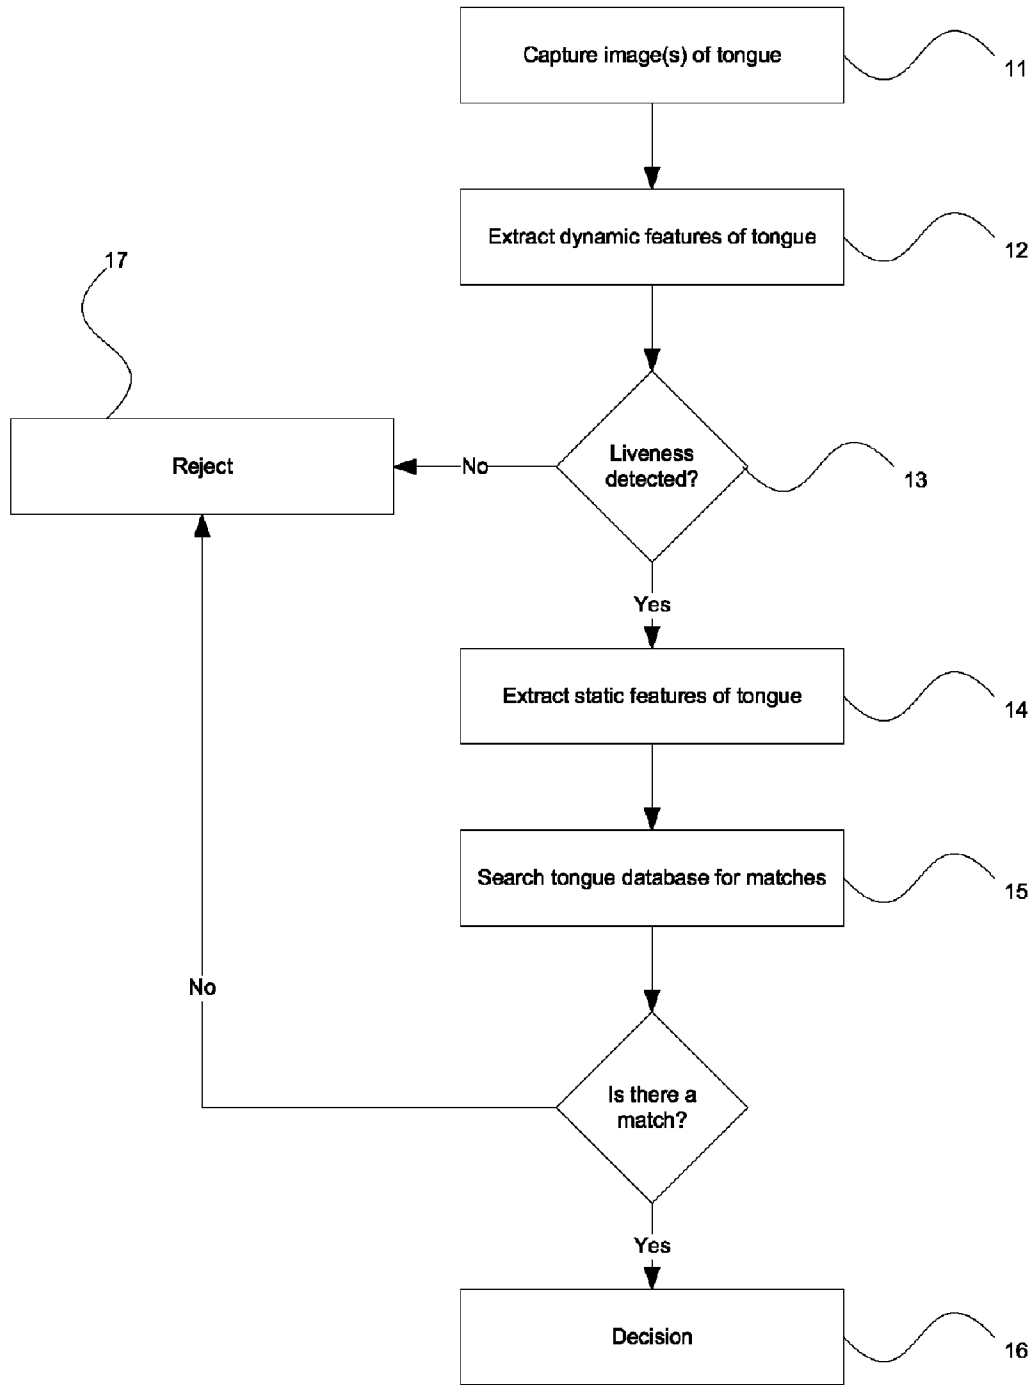 Capture image(s) of tongue
11
Extract dynamic features of tongue
12
17
Reject
No
Liveness
detected?
13
Yes
Extract static features of tongue
14
Search tongue database for matches
15
No
Is there a
match?
Yes
Decision
16